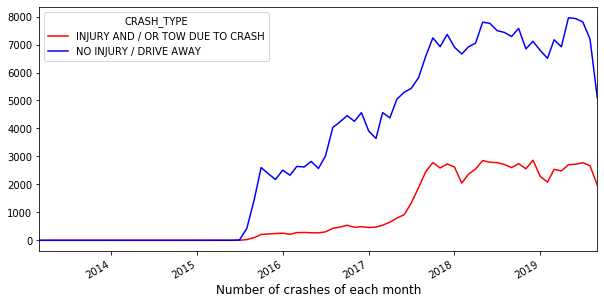 CRASH_TYPE
INJURY AND / OR TOW DUE TO CRASH
NO INJURY / DRIVE AWAY
8000
7000
6000
5000
4000
3000
2000
1000
0
2014 2015 2016 2017 2018 2019
Number of crashes of each month